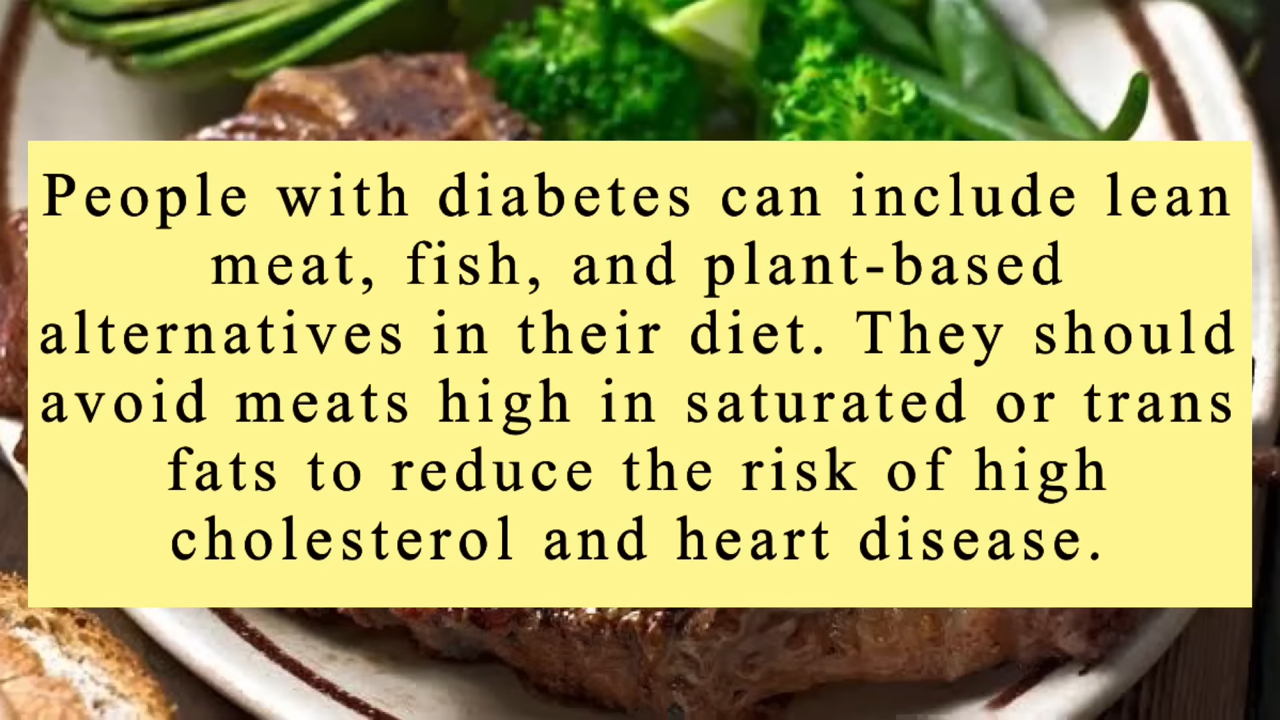 People with diabetes can include lean
meat, fish, and plant-based
alternatives in their diet. They should
avoid meats high in saturated or trans
fats to reduce the risk of high
cholesterol and heart disease.